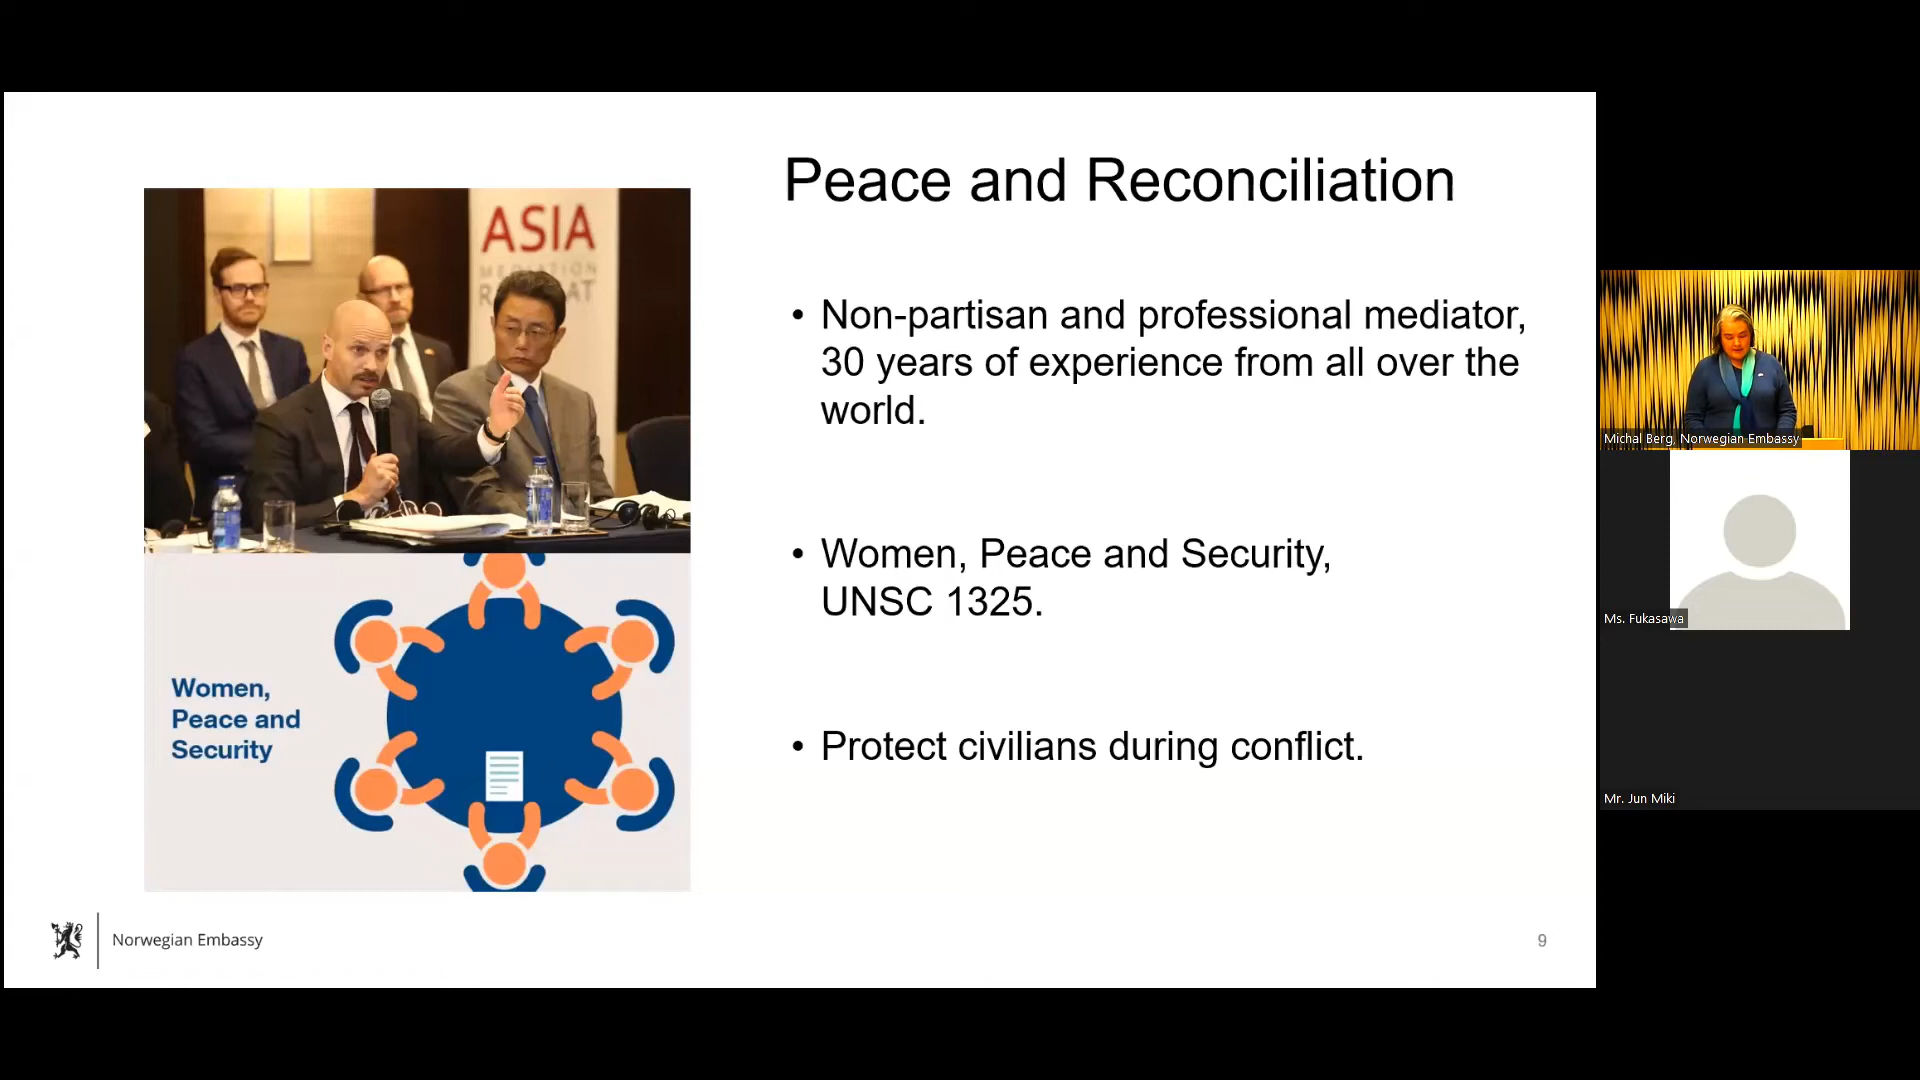 Peace and Reconciliation
ASIA
MEDIATION
• Non-partisan and professional mediator,
30 years of experience from all over the
world.
• Women, Peace and Security,
UNSC 1325.
• Protect civilians during conflict.
Women,
Peace and
Security
Norwegian Embassy
9
Michal Berg, Norwegian Embassy
Ms. Fukasawa
Mr. Jun Miki